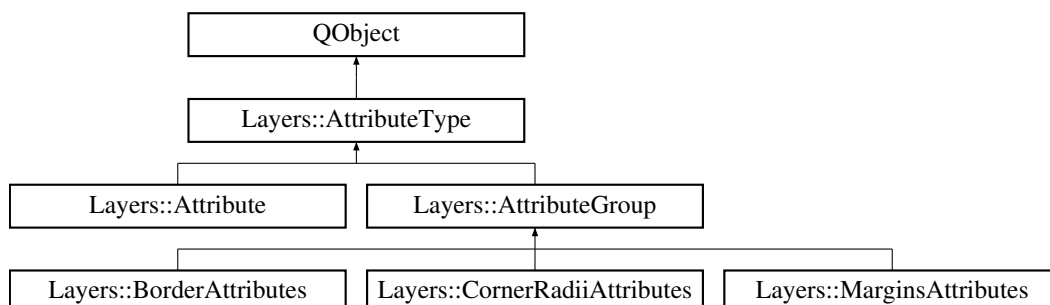 QObject
Layers::AttributeType
Layers::Attribute
Layers::AttributeGroup
Layers::BorderAttributes
Layers::CornerRadiiAttributes
Layers::MarginsAttributes